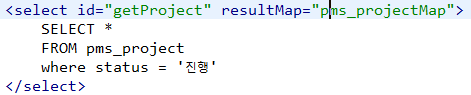 <select id="getProject" resultMap="pms_projectMap">
SELECT *
FROM pms_project
where status = '진행'
</select>